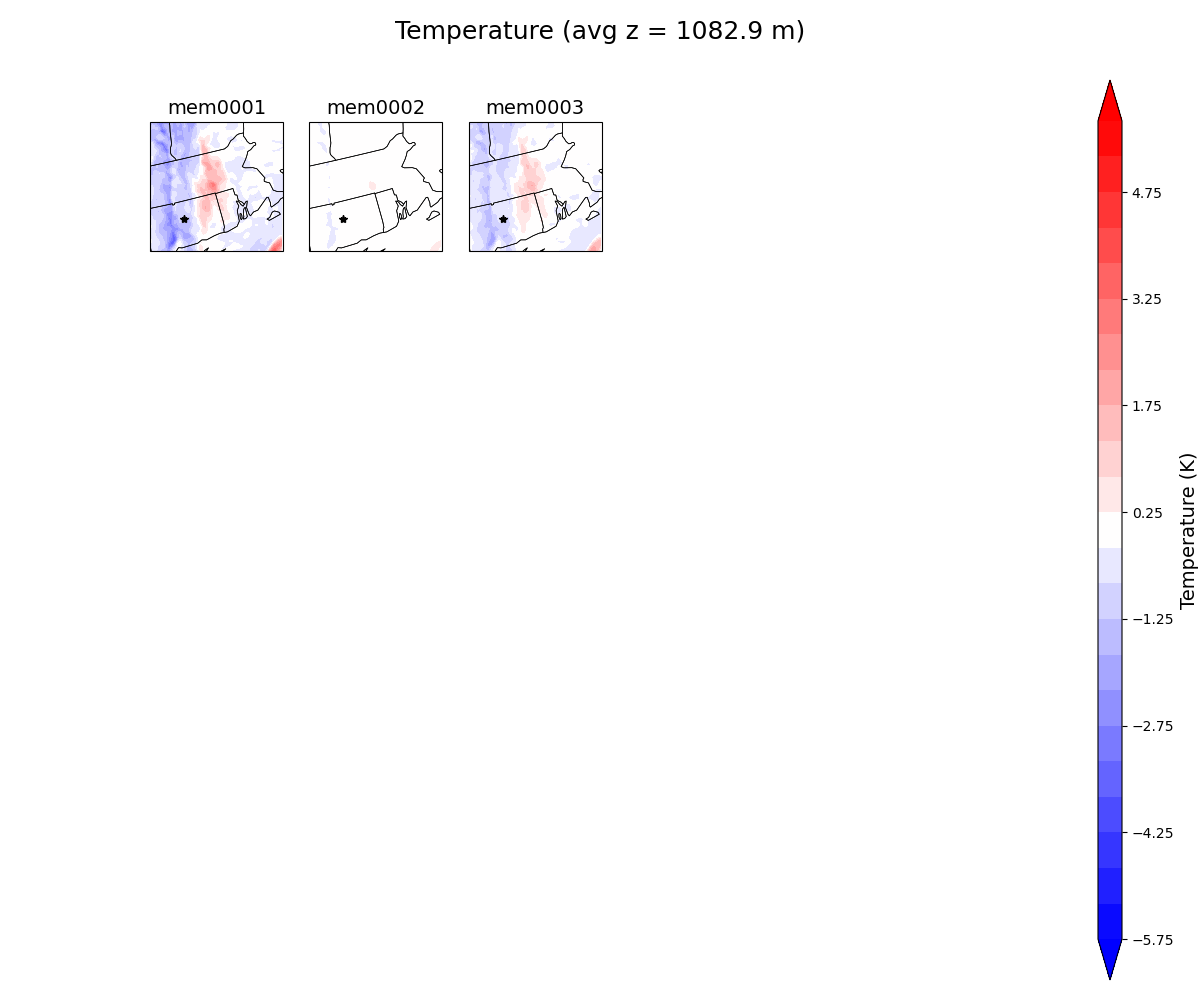 Temperature (avg z = 1082.9 m)
mem0001
mem0002
mem0003
4.75
3.25
1.75
0.25
−1.25
−2.75
−4.25
−5.75
Temperature (K)